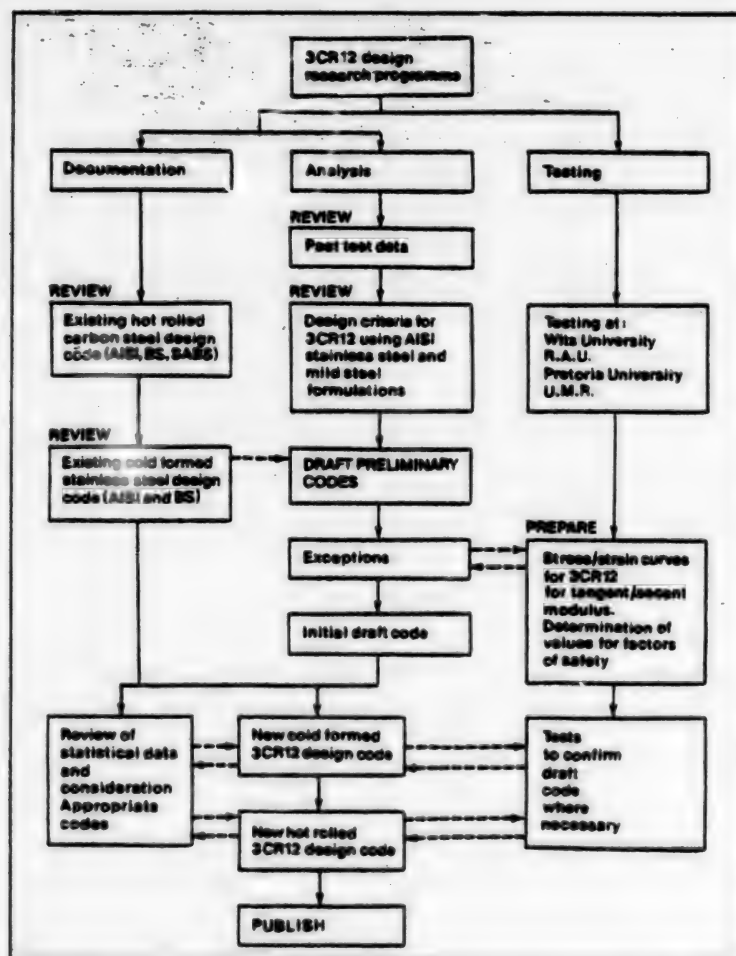 3CR12 design
research programme
Documentation
Analysis
Testing
REVIEW
Past test data
REVIEW
Existing hot rolled
carbon steel design
code (AISI, BS, SABS)
REVIEW
Design criteria for
3CR12 using AISI
stainless steel and
mild steel
formulations
Testing at:
Wits University
R.A.U.
Pretoria University
U.M.R.
REVIEW
Existing cold formed
stainless steel design
code (AISI and BS)
DRAFT PRELIMINARY
CODES
Exceptions
PREPARE
Stress/strain curves
for 3CR12
for tangent/secant
modulus.
Determination of
values for factors
of safety
Initial draft code
Review of
statistical data
and
consideration
Appropriate
codes
New cold formed
3CR12 design code
Tests
to confirm
draft
code
where
necessary
New hot rolled
3CR12 design code
PUBLISH